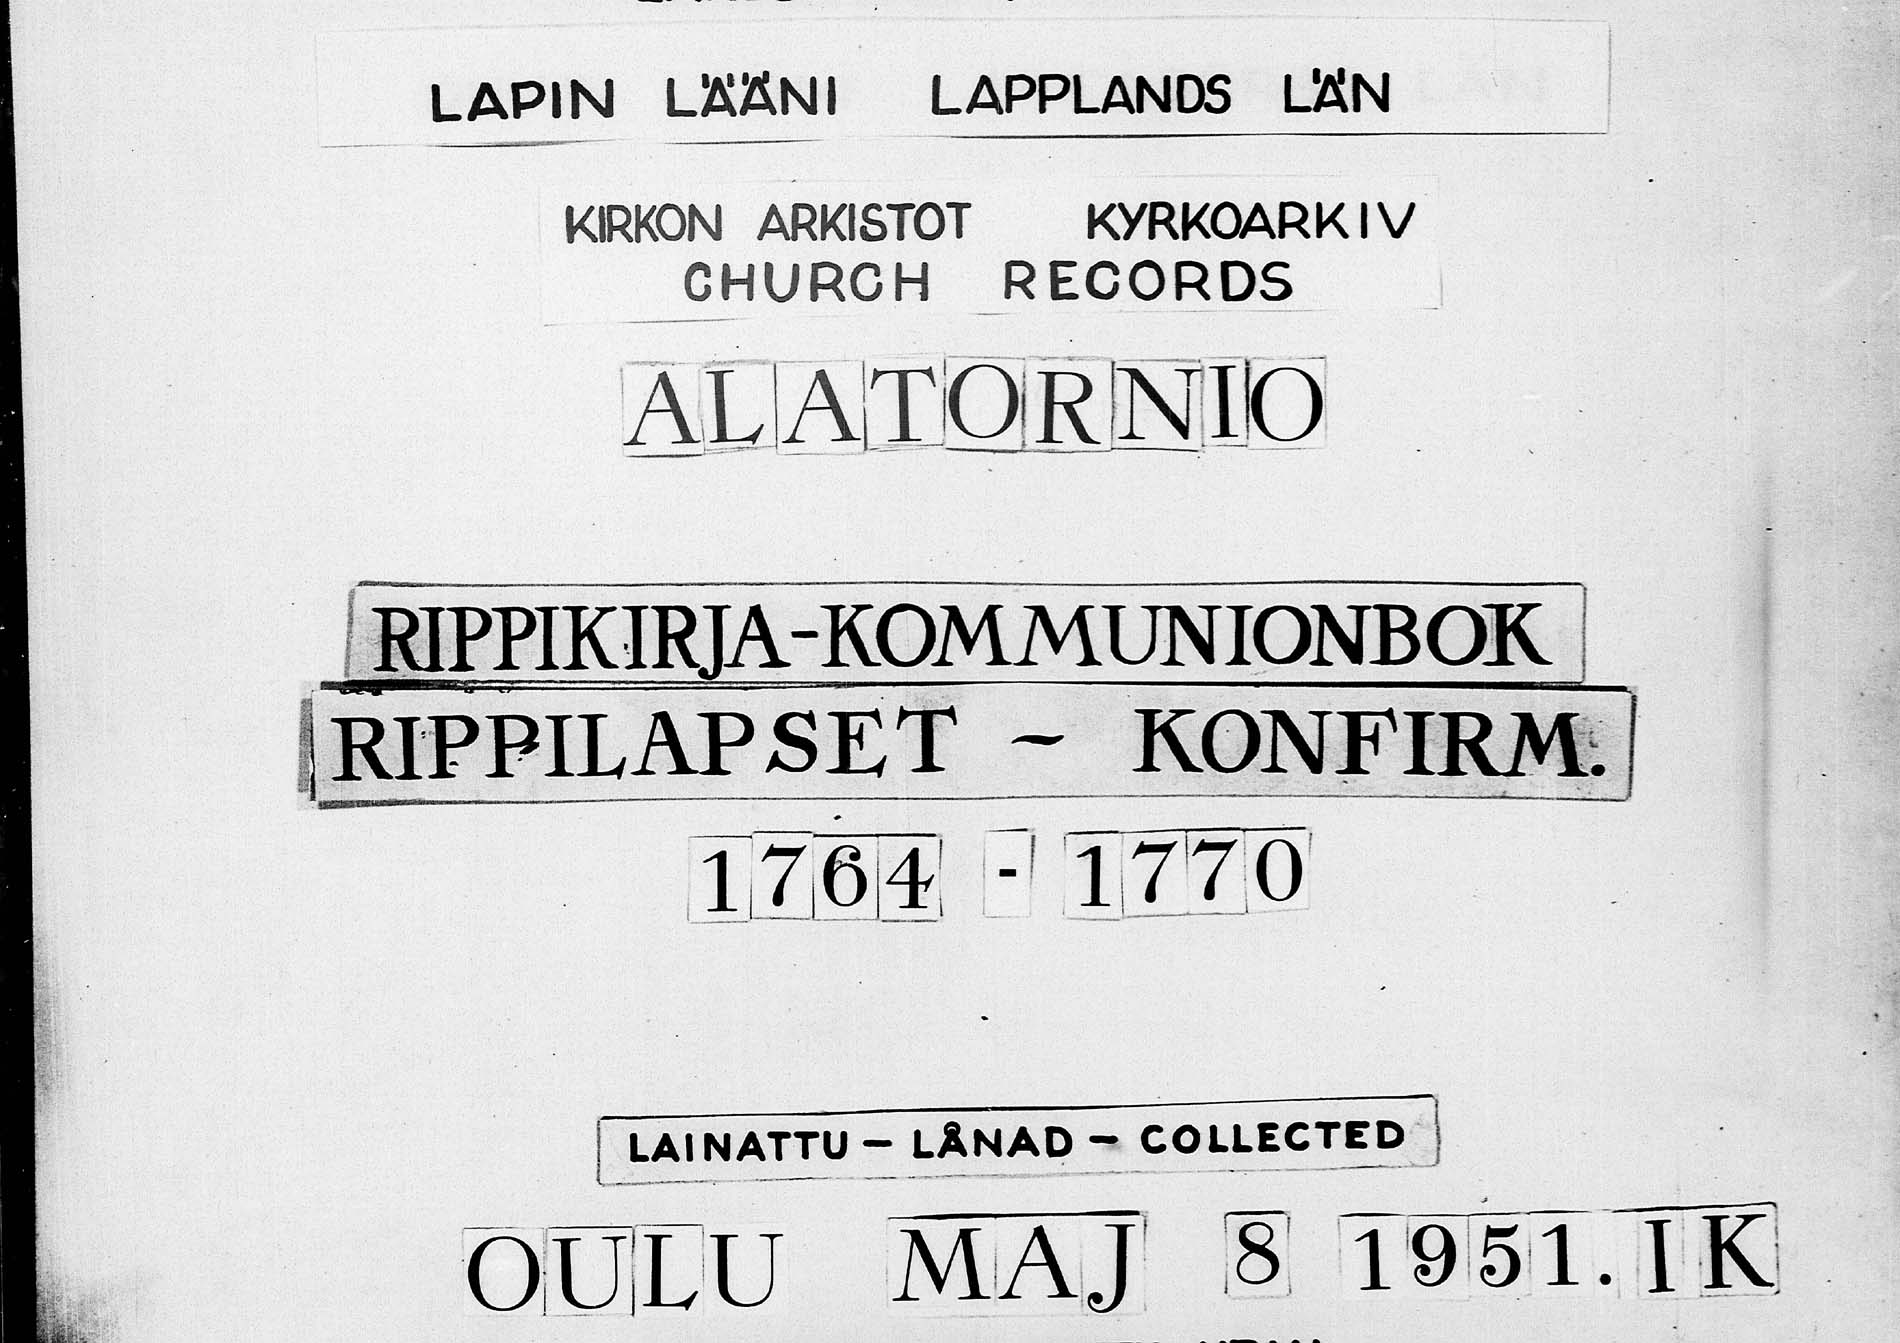 LAPIN LÄÄNI LAPPLANDS LÄN
KIRKON ARKISTOT KYRKOARKIV
CHURCH RECORDS
ALATORNIO
RIPPIKIRJA-KOMMUNIONBOK
RIPPILAPSET - KONFIRM.
1764 - 1770
LAINATTU - LÅNAD - COLLECTED
OULU MAJ 8 1951. IK